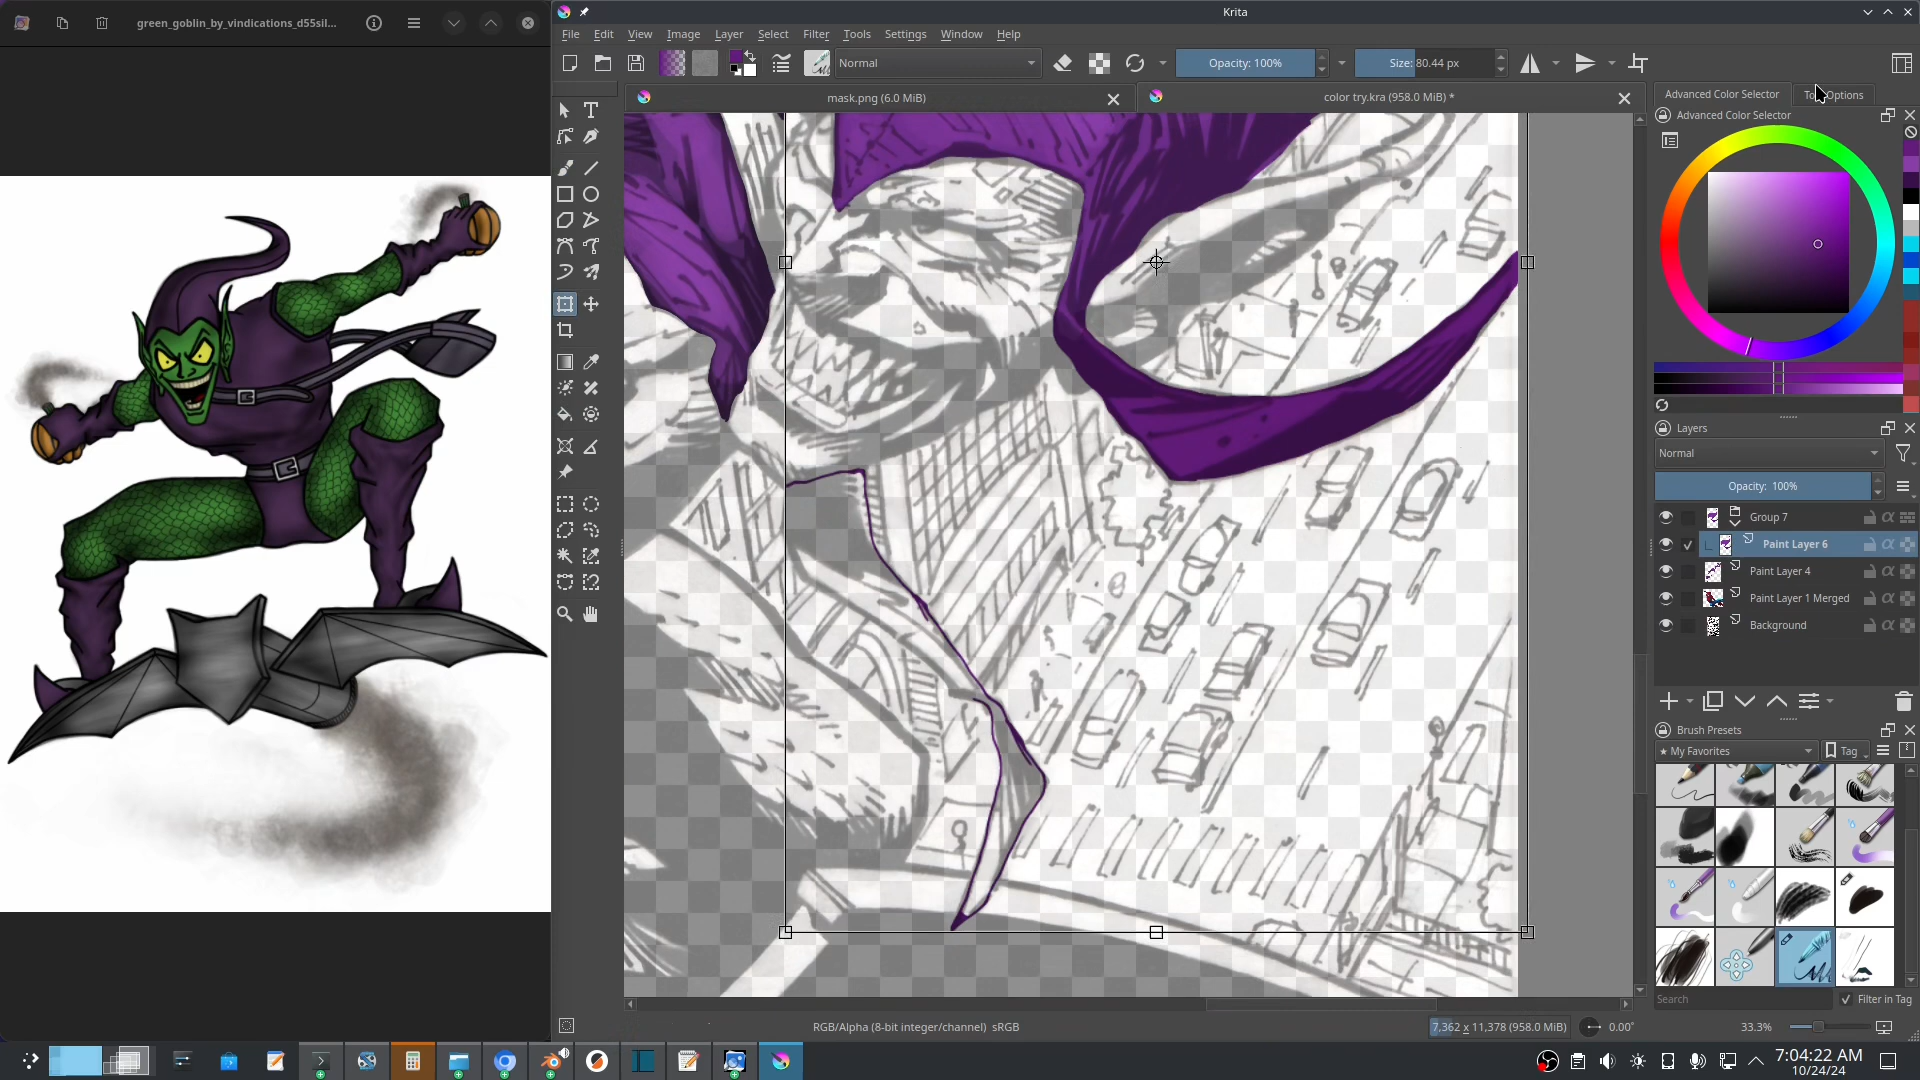 green_goblin_by_vindications_d55sil...
Krita
File Edit View Image Layer Select Filter Tools Settings Window Help
Normal
Opacity: 100%
Size: 80.44 px
mask.png (6.0 MiB)
color try.kra (958.0 MiB) *
Advanced Color Selector
Options
Advanced Color Selector
Layers
Normal
Opacity: 100%
Group 7
Paint Layer 6
Paint Layer 4
Paint Layer 1 Merged
Background
Brush Presets
★ My Favorites
Tag
Search
Filter in Tag
RGB/Alpha (8-bit integer/channel) sRGB
7,362 x 11,378 (958.0 MiB)
0.00°
33.3%
7:04:22 AM
10/24/24